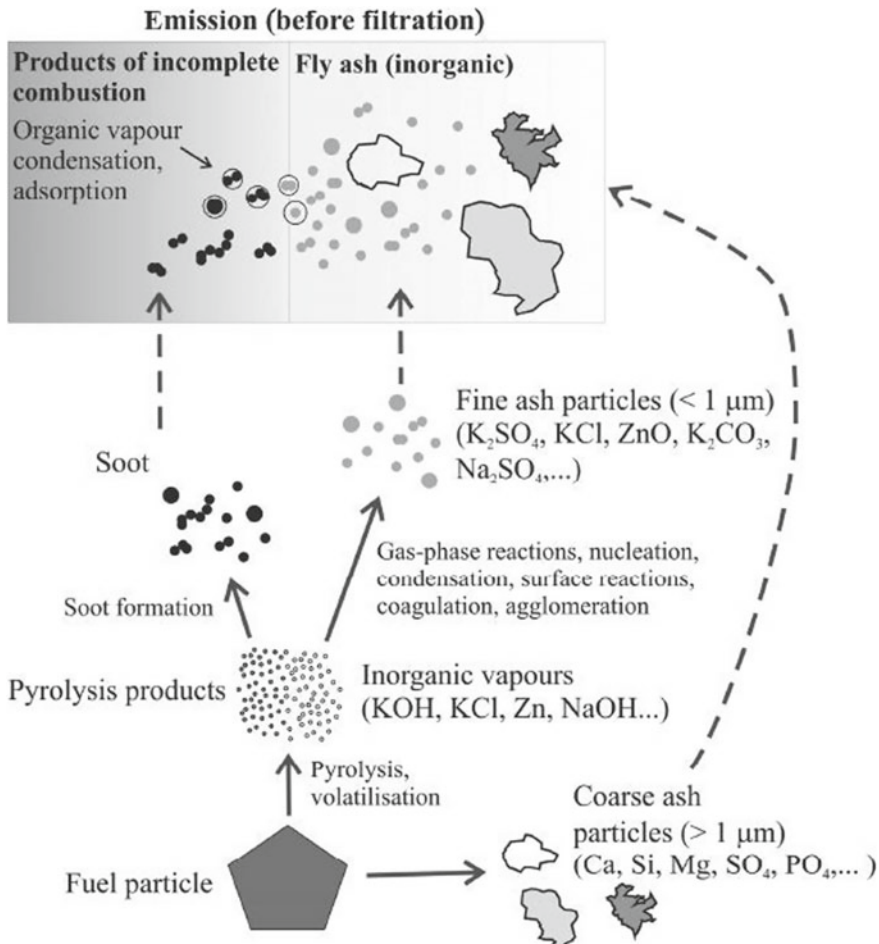 Emission (before filtration)
Products of incomplete
combustion
Fly ash (inorganic)
Organic vapour
condensation,
adsorption
Fine ash particles (< 1 μm)
(K₂SO₄, KCl, ZnO, K₂CO₃,
Na₂SO₄,...)
Soot
Gas-phase reactions, nucleation,
condensation, surface reactions,
coagulation, agglomeration
Soot formation
Pyrolysis products
Inorganic vapours
(KOH, KCl, Zn, NaOH...)
Pyrolysis,
volatilisation
Coarse ash
particles (> 1 μm)
(Ca, Si, Mg, SO₄, PO₄,... )
Fuel particle